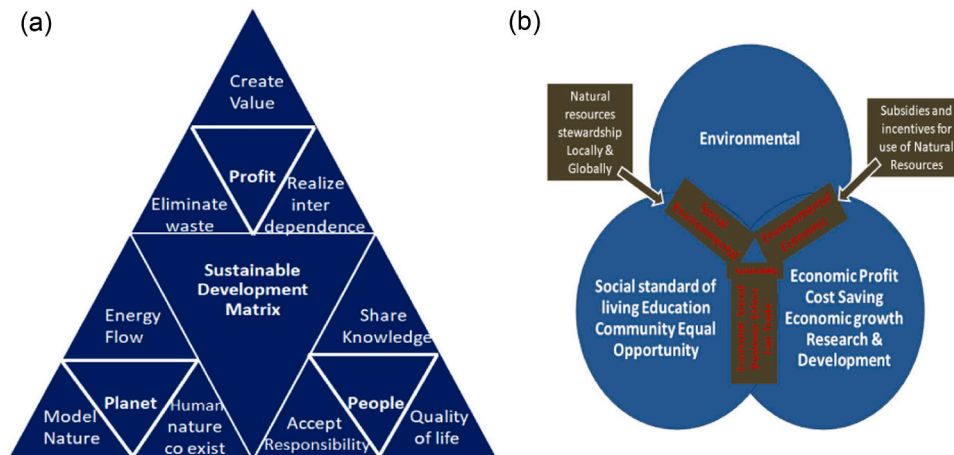 (a)
Create
Value
Profit
Eliminate
waste
Realize
inter
dependence
Sustainable
Development
Matrix
Energy
Flow
Share
Knowledge
Model
Nature
Planet
Human
nature
co exist
Accept
Responsibility
People
Quality
of life
(b)
Natural
resources
stewardship
Locally &
Globally
Environmental
Subsidies and
incentives for
use of Natural
Resources
Social
Environmental
Environmental
Economic
Social standard of
living Education
Community Equal
Opportunity
Economic Profit
Cost Saving
Economic growth
Research &
Development